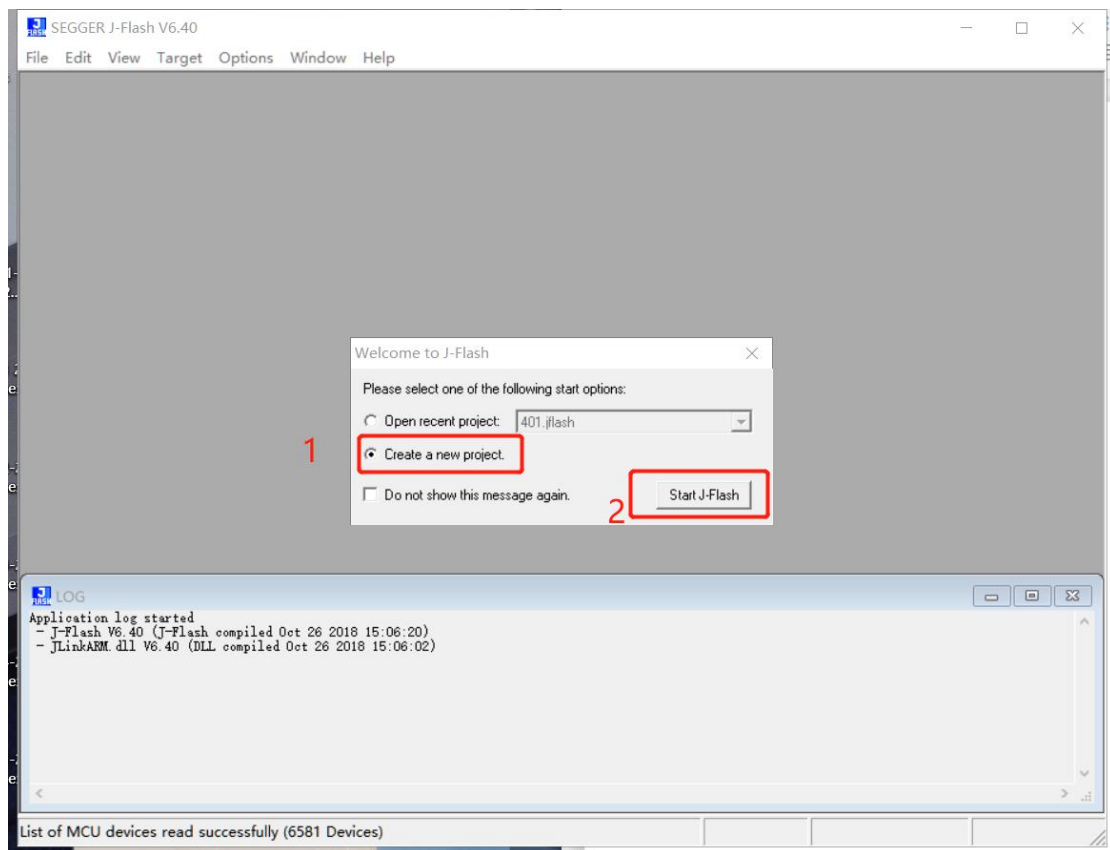 SEGGER J-Flash V6.40
File Edit View Target Options Window Help
Welcome to J-Flash
Please select one of the following start options:
Open recent project: 401.jflash
1 Create a new project.
Do not show this message again. 2 Start J-Flash
LOG
Application log started
- J-Flash V6.40 (J-Flash compiled Oct 26 2018 15:06:20)
- JLinkARM.dll V6.40 (DLL compiled Oct 26 2018 15:06:02)
List of MCU devices read successfully (6581 Devices)